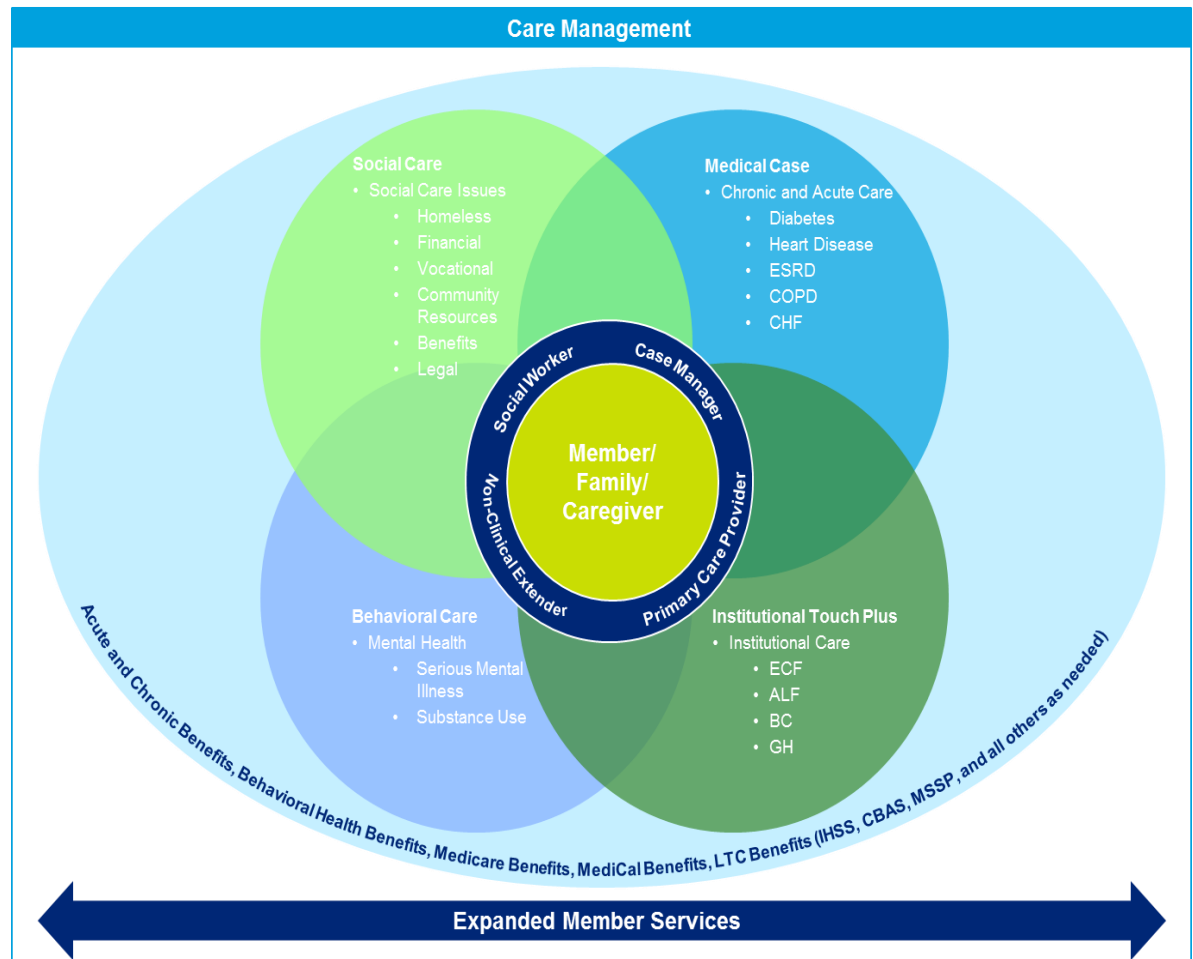 Care Management
Social Care
• Social Care Issues
• Homeless
• Financial
• Vocational
• Community
Resources
• Benefits
• Legal
Medical Case
• Chronic and Acute Care
• Diabetes
• Heart Disease
• ESRD
• COPD
• CHF
Social Worker
Case Manager
Member/
Family/
Caregiver
Non-Clinical Extender
Primary Care Provider
Behavioral Care
• Mental Health
• Serious Mental
Illness
• Substance Use
Institutional Touch Plus
• Institutional Care
• ECF
• ALF
• BC
• GH
Acute and Chronic Benefits, Behavioral Health Benefits, Medicare Benefits, MediCal Benefits, LTC Benefits (IHSS, CBAS, MSSP, and all others as needed)
Expanded Member Services